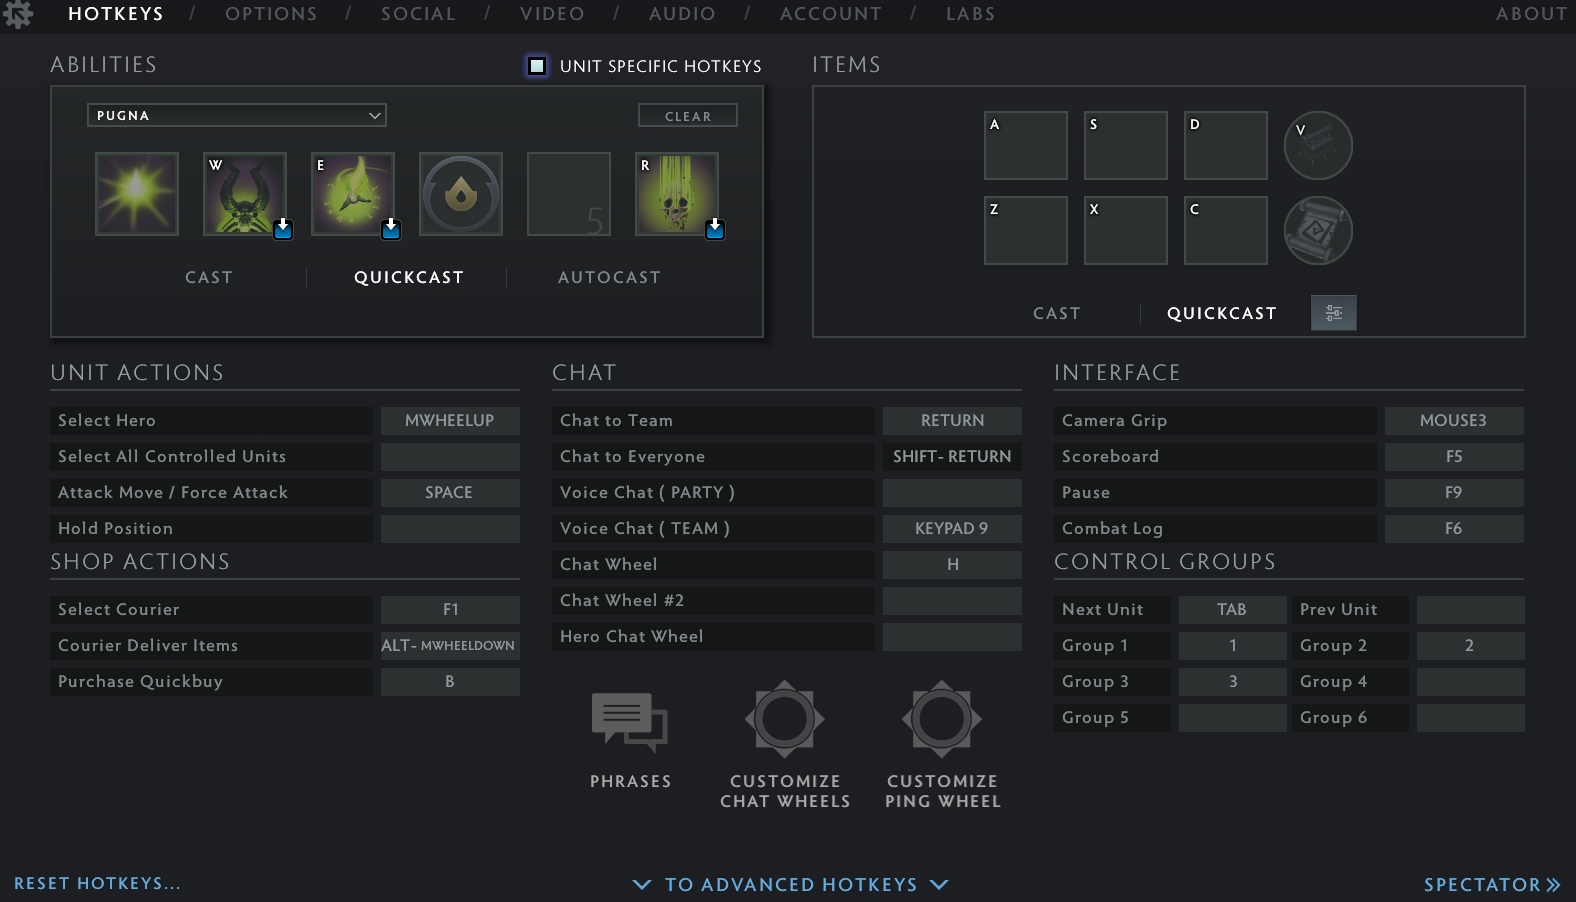 HOTKEYS / OPTIONS / SOCIAL / VIDEO / AUDIO / ACCOUNT / LABS ABOUT
ABILITIES
UNIT SPECIFIC HOTKEYS
PUGNA
CLEAR
W E R
5
CAST QUICKCAST AUTOCAST
ITEMS
A S D V
Z X C
CAST QUICKCAST
UNIT ACTIONS
Select Hero MWHEELUP
Select All Controlled Units
Attack Move / Force Attack SPACE
Hold Position
SHOP ACTIONS
Select Courier F1
Courier Deliver Items ALT- MWHEELDOWN
Purchase Quickbuy B
CHAT
Chat to Team RETURN
Chat to Everyone SHIFT- RETURN
Voice Chat ( PARTY )
Voice Chat ( TEAM ) KEYPAD 9
Chat Wheel H
Chat Wheel #2
Hero Chat Wheel
PHRASES
CUSTOMIZE
CHAT WHEELS
CUSTOMIZE
PING WHEEL
INTERFACE
Camera Grip MOUSE3
Scoreboard F5
Pause F9
Combat Log F6
CONTROL GROUPS
Next Unit TAB Prev Unit
Group 1 1 Group 2 2
Group 3 3 Group 4
Group 5 Group 6
RESET HOTKEYS...
TO ADVANCED HOTKEYS
SPECTATOR